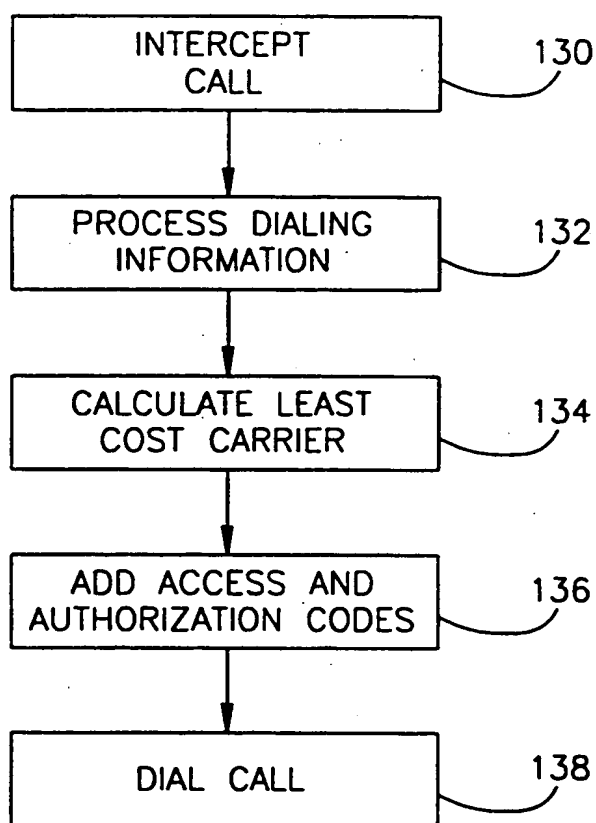 INTERCEPT
CALL
130
PROCESS DIALING
INFORMATION
132
CALCULATE LEAST
COST CARRIER
134
ADD ACCESS AND
AUTHORIZATION CODES
136
DIAL CALL
138